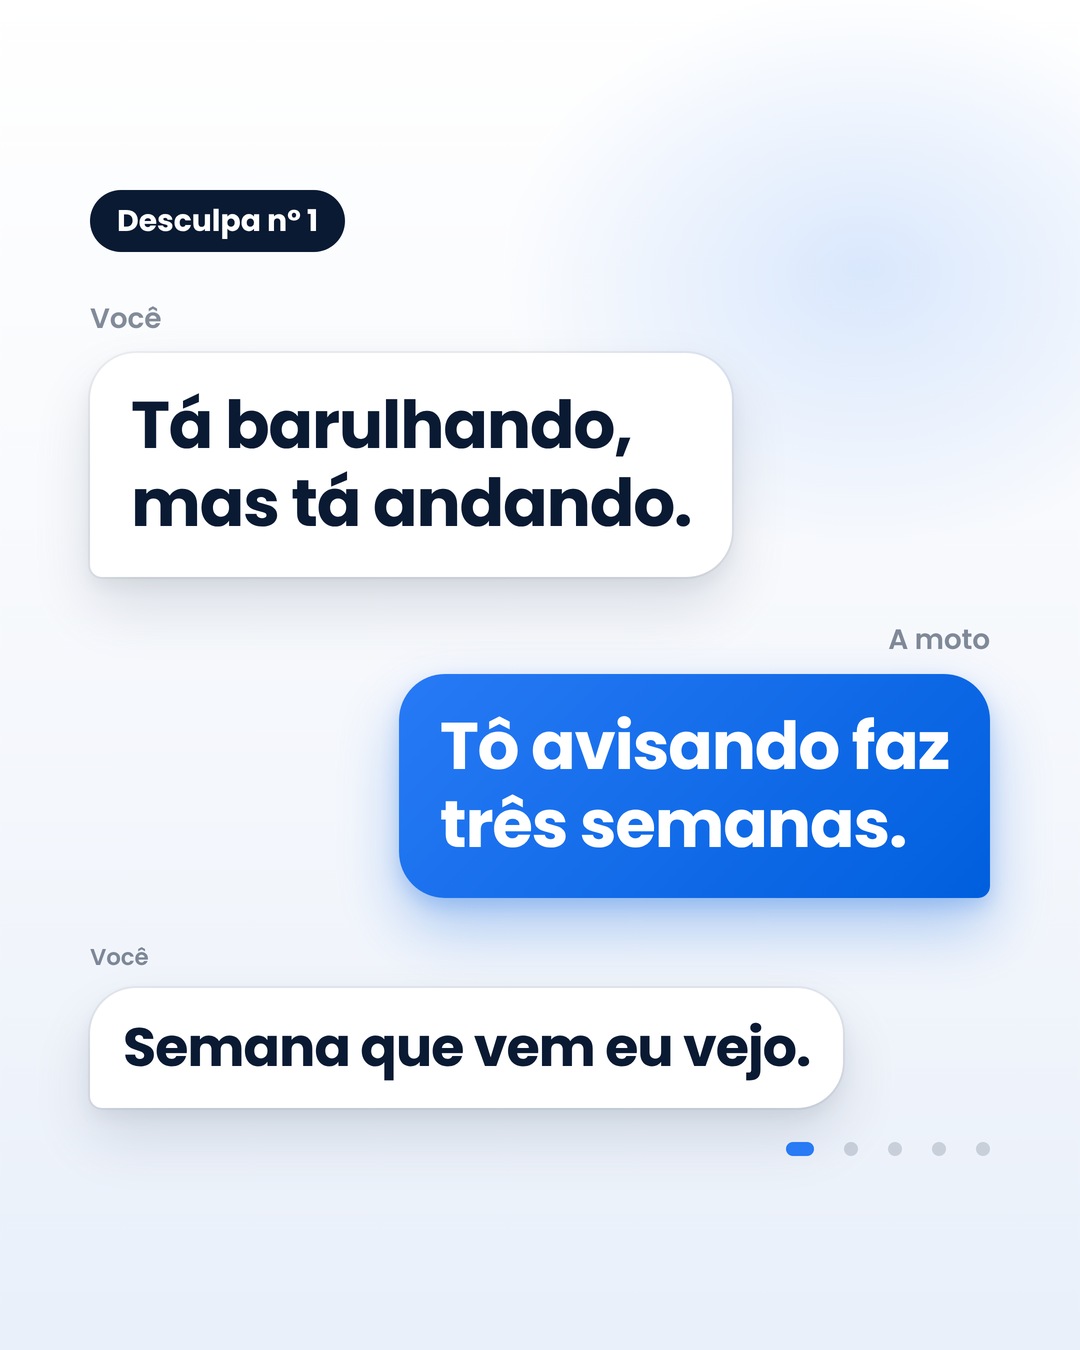 Desculpa nº 1
Você
Tá barulhando,
mas tá andando.
A moto
Tô avisando faz
três semanas.
Você
Semana que vem eu vejo.